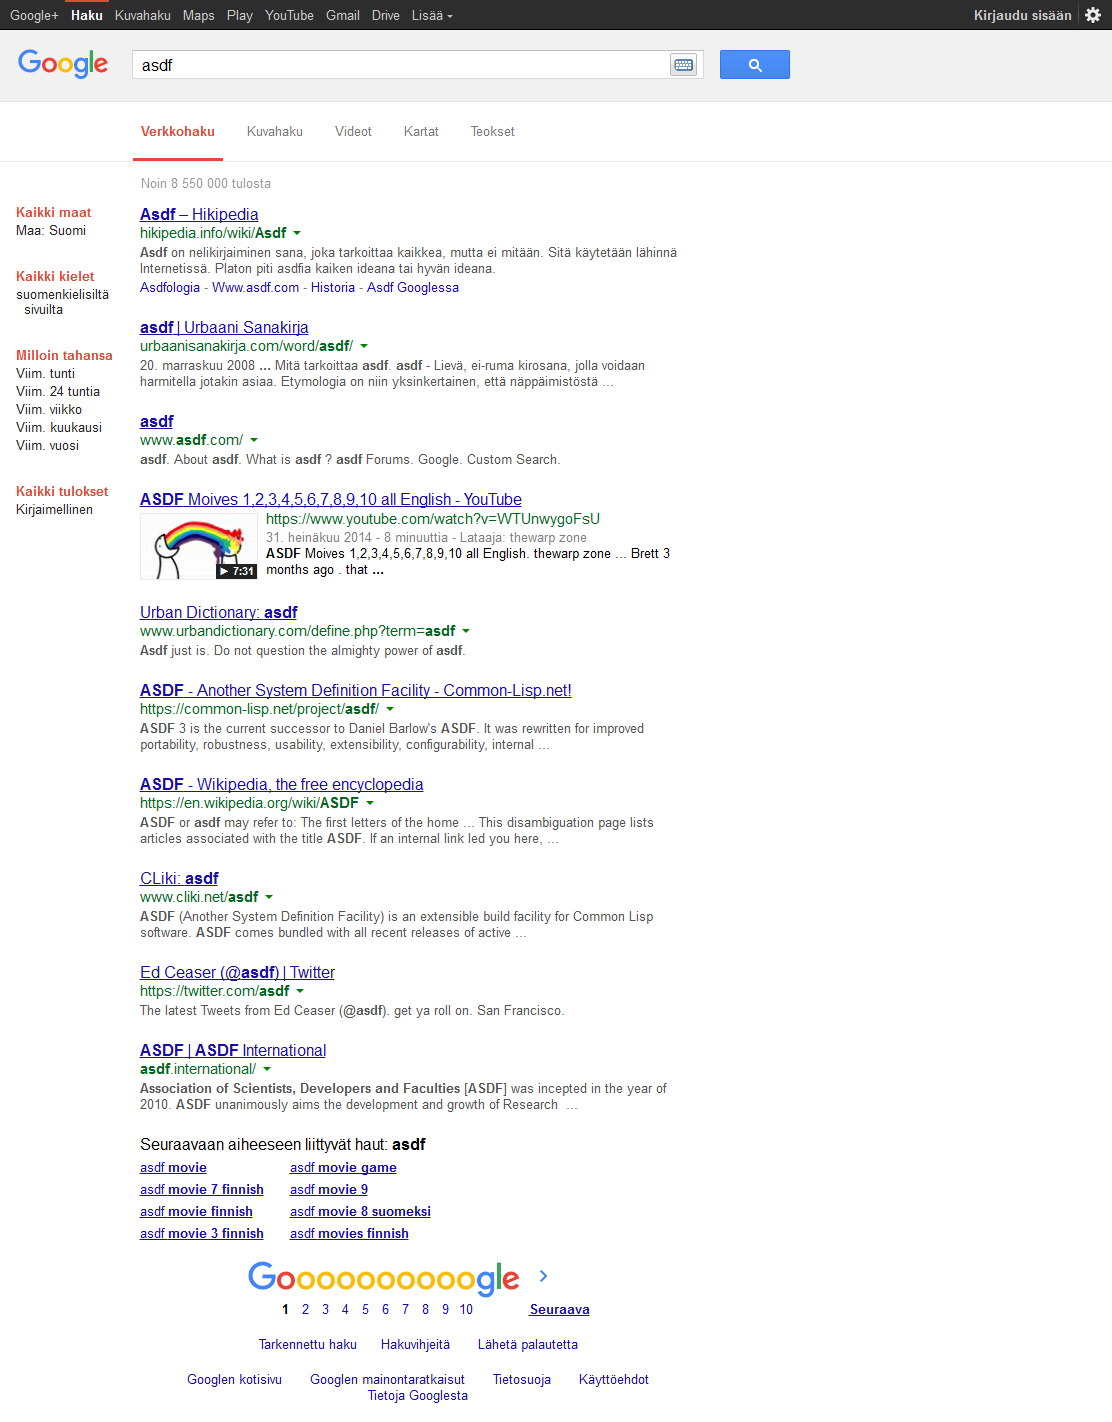 Google+ Haku Kuvahaku Maps Play YouTube Gmail Drive Lisää Kirjaudu sisään
Google asdf
Verkkohaku Kuvahaku Videot Kartat Teokset
Noin 8 550 000 tulosta
Kaikki maat
Maa: Suomi
Kaikki kielet
suomenkielisiltä
sivuilta
Milloin tahansa
Viim. tunti
Viim. 24 tuntia
Viim. viikko
Viim. kuukausi
Viim. vuosi
Kaikki tulokset
Kirjaimellinen
Asdf – Hikipedia
hikipedia.info/wiki/Asdf
Asdf on nelikirjaiminen sana, joka tarkoittaa kaikkea, mutta ei mitään. Sitä käytetään lähinnä
Internetissä. Platon piti asdfia kaiken ideana tai hyvän ideana.
Asdfologia - Www.asdf.com - Historia - Asdf Googlessa
asdf | Urbaani Sanakirja
urbaanisanakirja.com/word/asdf/
20. marraskuu 2008 ... Mitä tarkoittaa asdf. asdf - Lievä, ei-ruma kirosana, jolla voidaan
harmitella jotakin asiaa. Etymologia on niin yksinkertainen, että näppäimistöstä ...
asdf
www.asdf.com/
asdf. About asdf. What is asdf ? asdf Forums. Google. Custom Search.
ASDF Moives 1,2,3,4,5,6,7,8,9,10 all English - YouTube
https://www.youtube.com/watch?v=WTUnwygoFsU
31. heinäkuu 2014 - 8 minuuttia - Lataaja: thewarp zone
ASDF Moives 1,2,3,4,5,6,7,8,9,10 all English. thewarp zone ... Brett 3
months ago . that ...
7:31
Urban Dictionary: asdf
www.urbandictionary.com/define.php?term=asdf
Asdf just is. Do not question the almighty power of asdf.
ASDF - Another System Definition Facility - Common-Lisp.net!
https://common-lisp.net/project/asdf/
ASDF 3 is the current successor to Daniel Barlow's ASDF. It was rewritten for improved
portability, robustness, usability, extensibility, configurability, internal ...
ASDF - Wikipedia, the free encyclopedia
https://en.wikipedia.org/wiki/ASDF
ASDF or asdf may refer to: The first letters of the home ... This disambiguation page lists
articles associated with the title ASDF. If an internal link led you here, ...
CLiki: asdf
www.cliki.net/asdf
ASDF (Another System Definition Facility) is an extensible build facility for Common Lisp
software. ASDF comes bundled with all recent releases of active ...
Ed Ceaser (@asdf) | Twitter
https://twitter.com/asdf
The latest Tweets from Ed Ceaser (@asdf). get ya roll on. San Francisco.
ASDF | ASDF International
asdf.international/
Association of Scientists, Developers and Faculties [ASDF] was incepted in the year of
2010. ASDF unanimously aims the development and growth of Research ...
Seuraavaan aiheeseen liittyvät haut: asdf
asdf movie asdf movie game
asdf movie 7 finnish asdf movie 9
asdf movie finnish asdf movie 8 suomeksi
asdf movie 3 finnish asdf movies finnish
Goooooooooogle
1 2 3 4 5 6 7 8 9 10 Seuraava
Tarkennettu haku Hakuvihjeitä Lähetä palautetta
Googlen kotisivu Googlen mainontaratkaisut Tietosuoja Käyttöehdot
Tietoja Googlesta